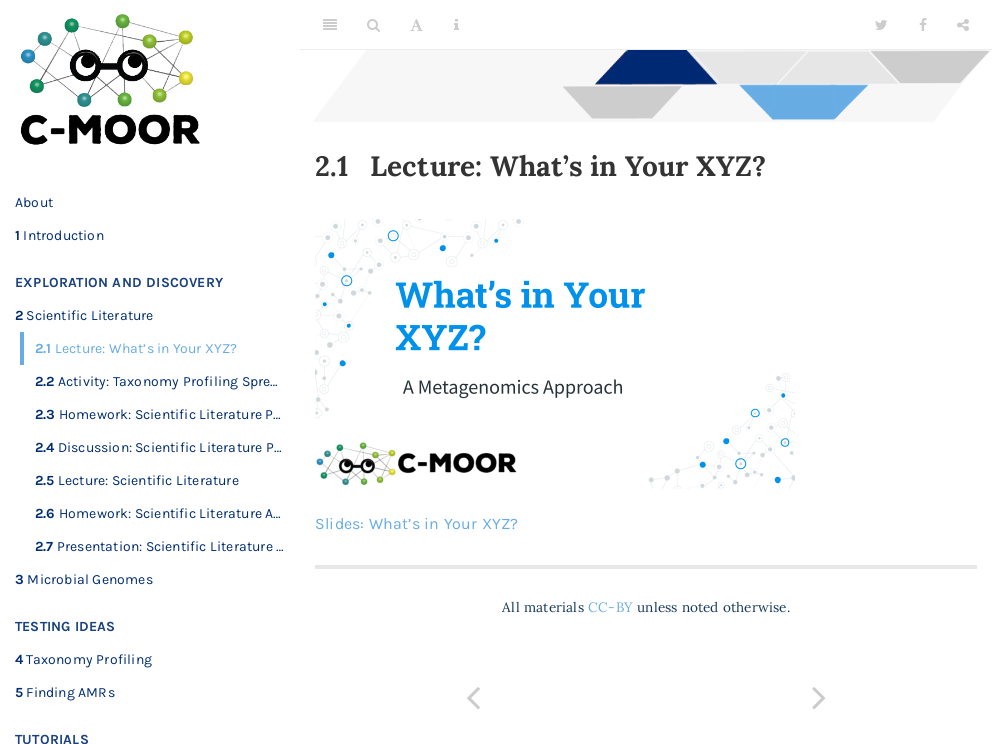 C-MOOR
About
1 Introduction
EXPLORATION AND DISCOVERY
2 Scientific Literature
2.1 Lecture: What's in Your XYZ?
2.2 Activity: Taxonomy Profiling Spre...
2.3 Homework: Scientific Literature P...
2.4 Discussion: Scientific Literature P...
2.5 Lecture: Scientific Literature
2.6 Homework: Scientific Literature A...
2.7 Presentation: Scientific Literature ...
3 Microbial Genomes
TESTING IDEAS
4 Taxonomy Profiling
5 Finding AMRs
TUTORIALS
A
2.1 Lecture: What's in Your XYZ?
What's in Your
XYZ?
A Metagenomics Approach
C-MOOR
Slides: What's in Your XYZ?
All materials CC-BY unless noted otherwise.